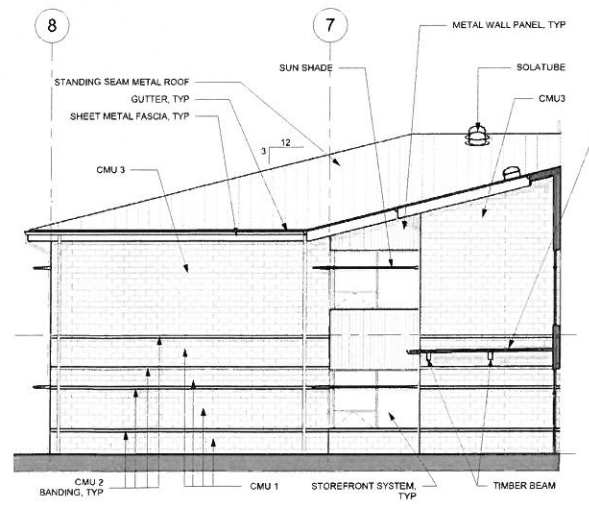 8
7
METAL WALL PANEL, TYP
SUN SHADE
SOLATUBE
STANDING SEAM METAL ROOF
GUTTER, TYP
CMU3
SHEET METAL FASCIA, TYP
12
3
CMU 3
CMU 2
BANDING, TYP
CMU 1
STOREFRONT SYSTEM,
TYP
TIMBER BEAM